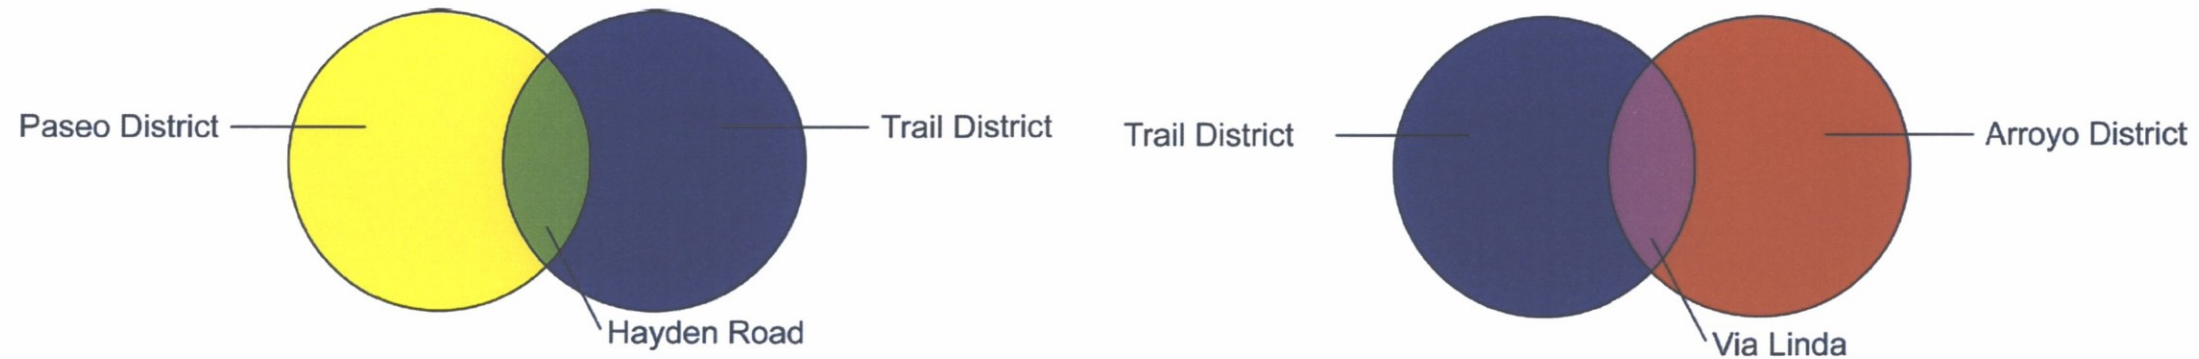 Paseo District
Trail District
Hayden Road
Trail District
Arroyo District
Via Linda